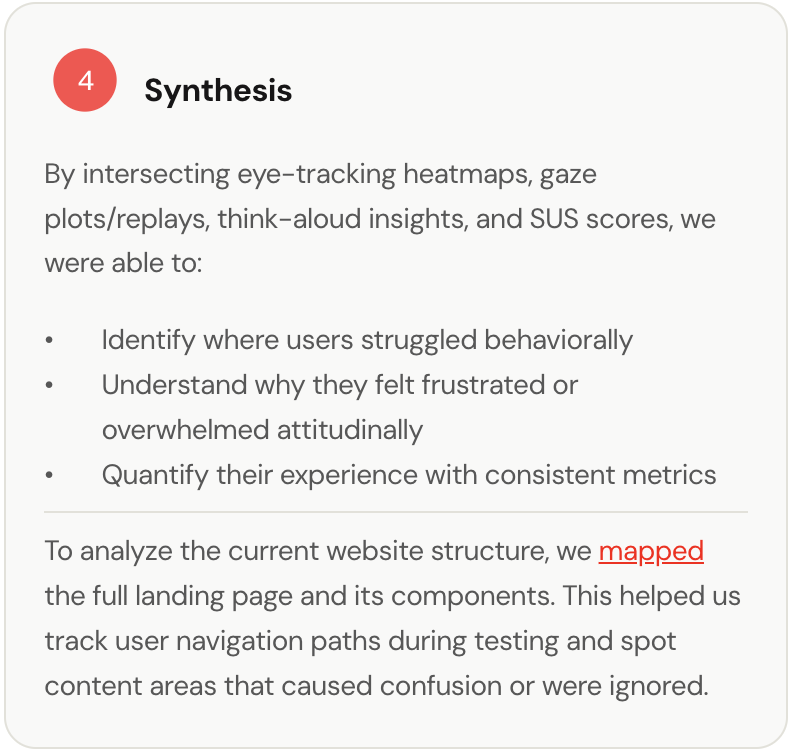 4
Synthesis
By intersecting eye-tracking heatmaps, gaze
plots/replays, think-aloud insights, and SUS scores, we
were able to:
• Identify where users struggled behaviorally
• Understand why they felt frustrated or
overwhelmed attitudinally
• Quantify their experience with consistent metrics
To analyze the current website structure, we mapped
the full landing page and its components. This helped us
track user navigation paths during testing and spot
content areas that caused confusion or were ignored.